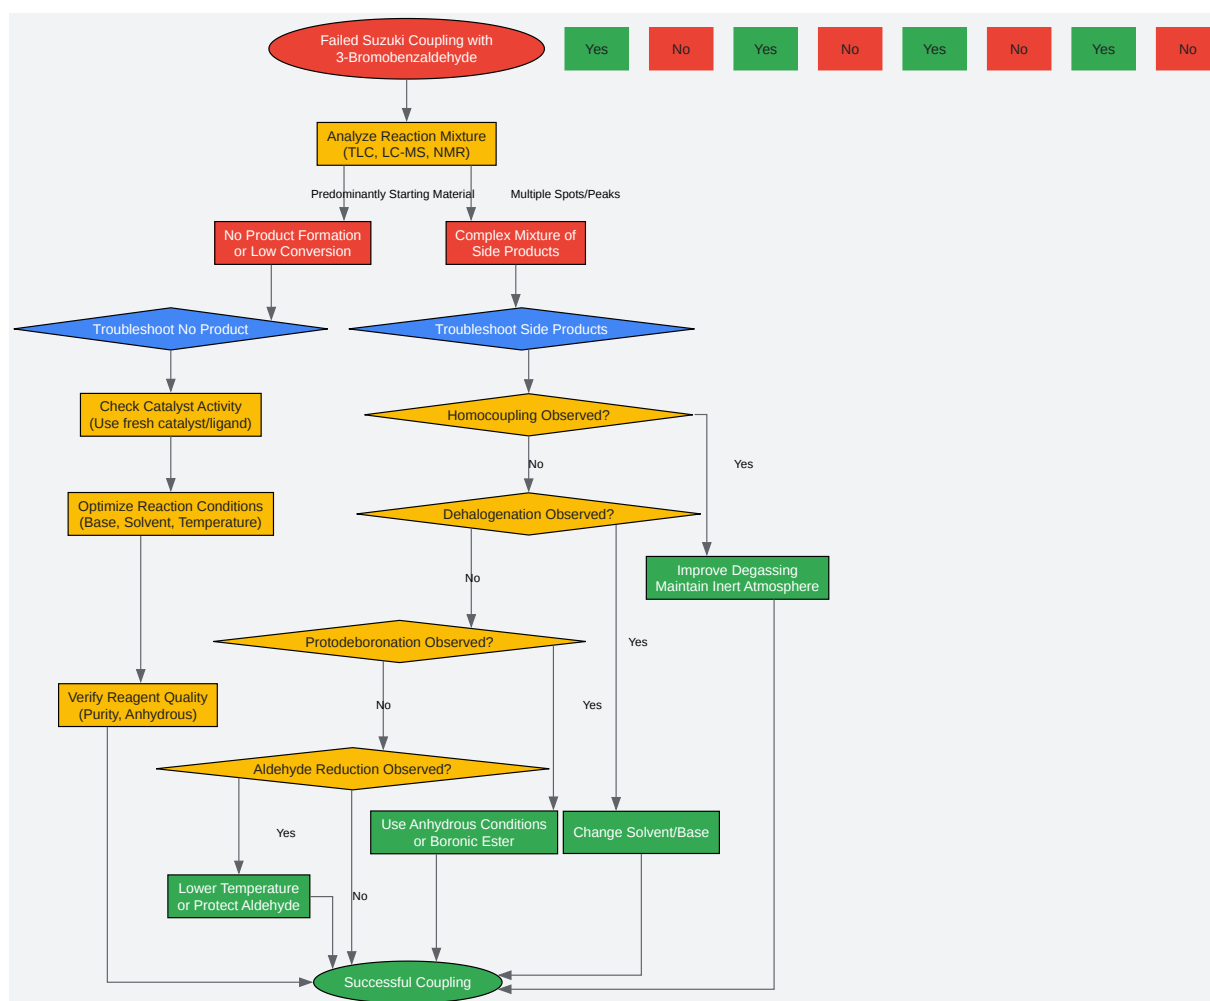 Failed Suzuki Coupling with
3-Bromobenzaldehyde
Yes
No
Yes
No
Yes
No
Yes
No
Analyze Reaction Mixture
(TLC, LC-MS, NMR)
Predominantly Starting Material
Multiple Spots/Peaks
No Product Formation
or Low Conversion
Complex Mixture of
Side Products
Troubleshoot No Product
Troubleshoot Side Products
Check Catalyst Activity
(Use fresh catalyst/ligand)
Homocoupling Observed?
No
Yes
Optimize Reaction Conditions
(Base, Solvent, Temperature)
Dehalogenation Observed?
No
Improve Degassing
Maintain Inert Atmosphere
Protodeboronation Observed?
Yes
Verify Reagent Quality
(Purity, Anhydrous)
No
Yes
Aldehyde Reduction Observed?
Yes
Use Anhydrous Conditions
or Boronic Ester
Change Solvent/Base
Lower Temperature
or Protect Aldehyde
No
Successful Coupling